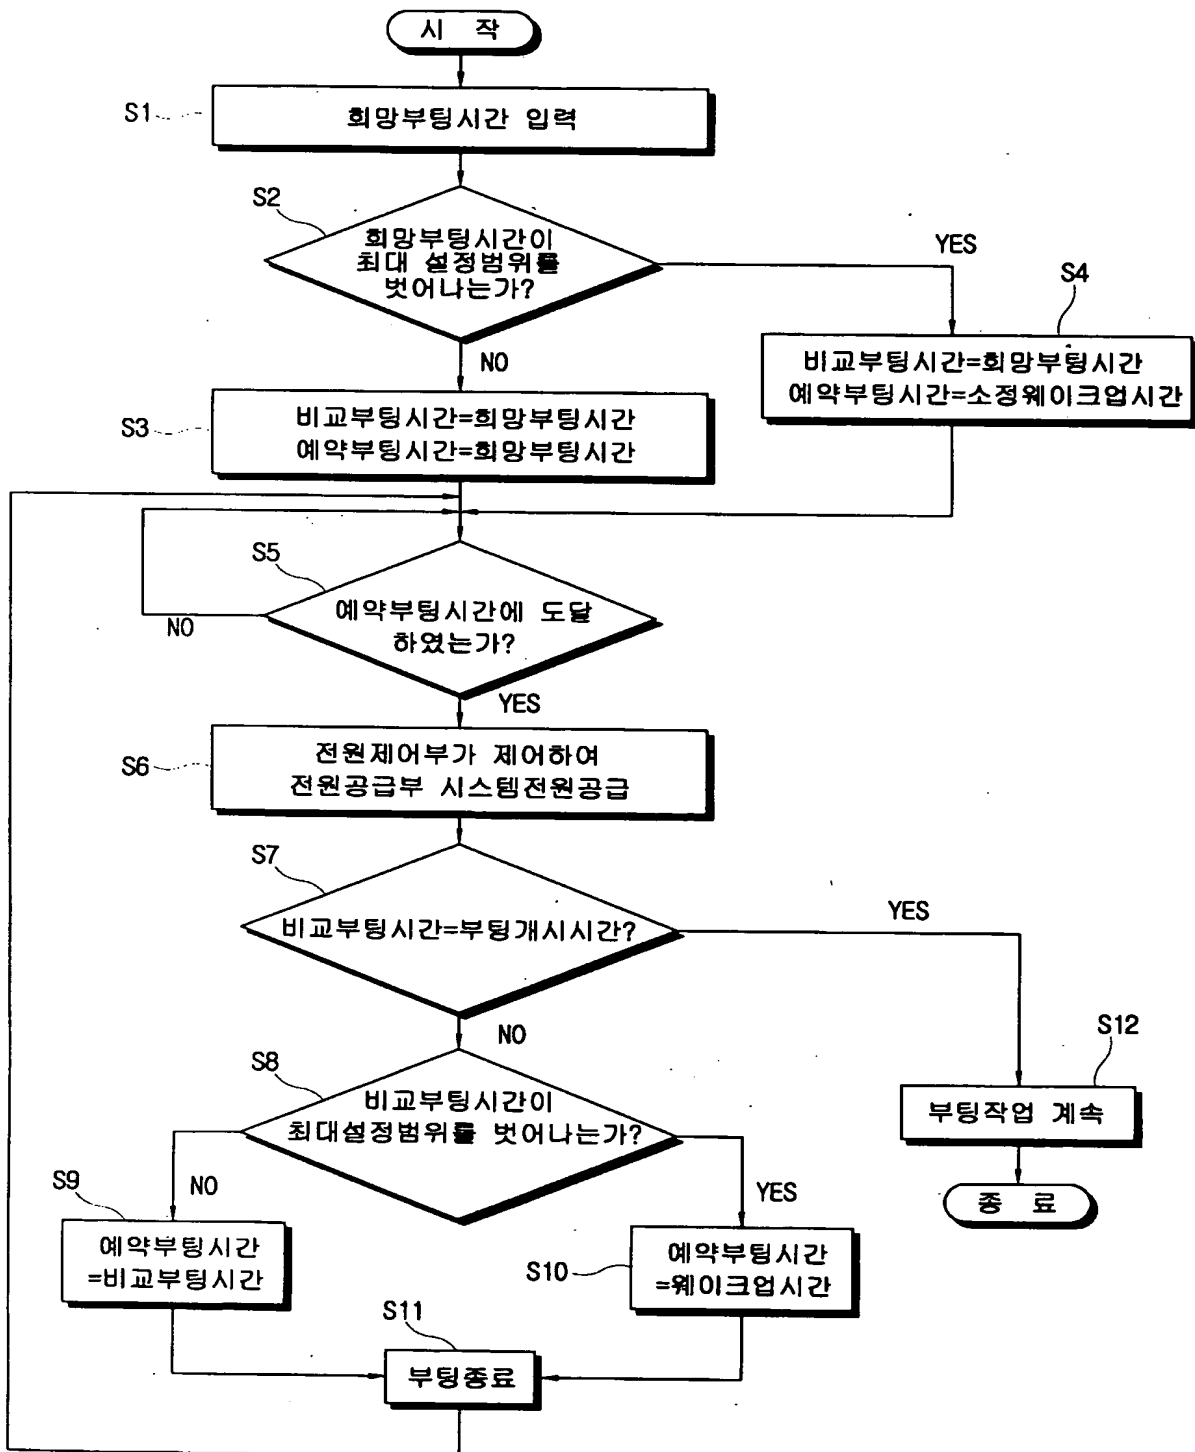 시 작
S1
희망부팅시간 입력
S2
희망부팅시간이
최대 설정범위를
벗어나는가?
YES
S4
비교부팅시간=희망부팅시간
예약부팅시간=소정웨이크업시간
NO
S3
비교부팅시간=희망부팅시간
예약부팅시간=희망부팅시간
S5
예약부팅시간에 도달
하였는가?
NO
YES
S6
전원제어부가 제어하여
전원공급부 시스템전원공급
S7
비교부팅시간=부팅개시시간?
YES
NO
S12
부팅작업 계속
종 료
S8
비교부팅시간이
최대설정범위를 벗어나는가?
NO
YES
S9
예약부팅시간
=비교부팅시간
S10
예약부팅시간
=웨이크업시간
S11
부팅종료